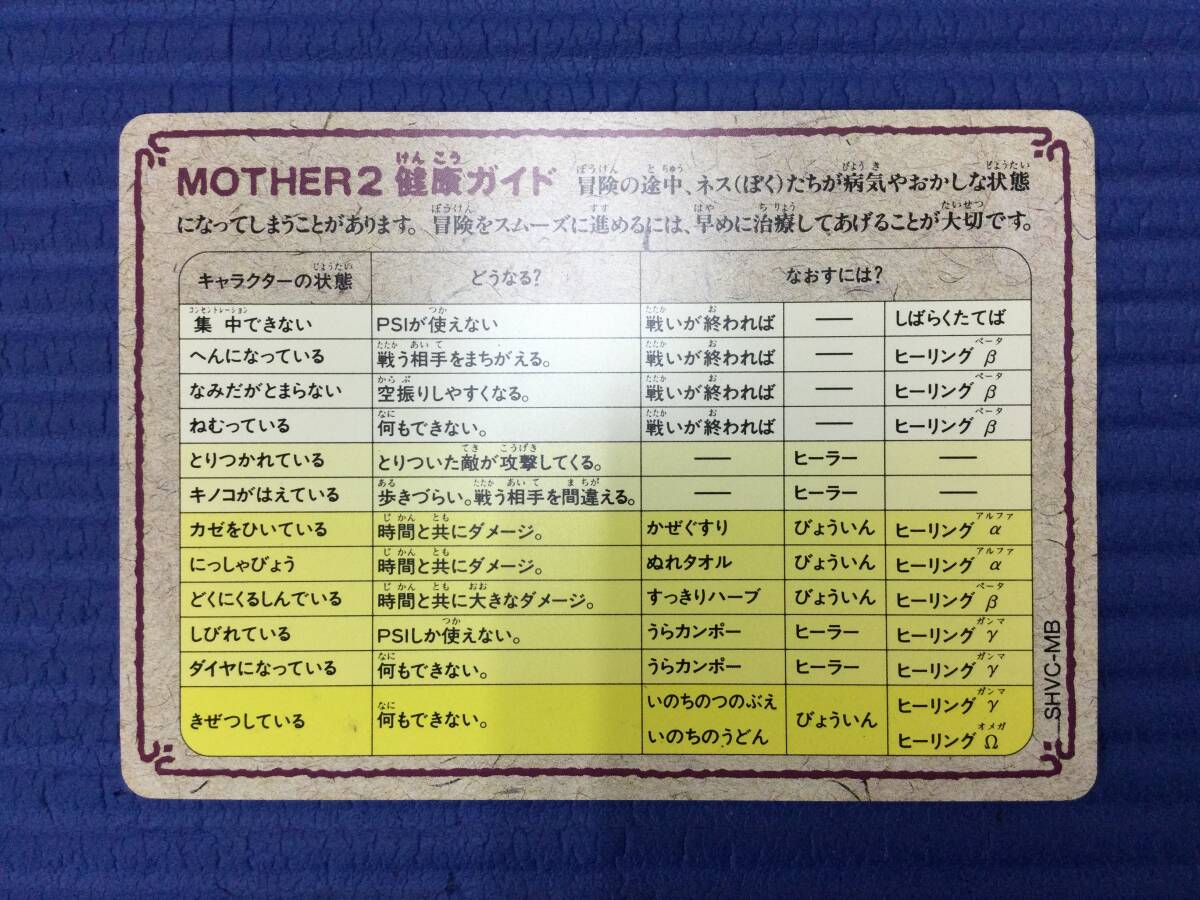 MOTHER2 健康ガイド 冒険の途中、ネス(ぼく)たちが病気やおかしな状態
になってしまうことがあります。冒険をスムーズに進めるには、早めに治療してあげることが大切です。
キャラクターの状態 どうなる? なおすには?
集中できない PSIが使えない 戦いが終われば — しばらくたてば
へんになっている 戦う相手をまちがえる。 戦いが終われば — ヒーリングβ
なみだがとまらない 空振りしやすくなる。 戦いが終われば — ヒーリングβ
ねむっている 何もできない。 戦いが終われば — ヒーリングβ
とりつかれている とりついた敵が攻撃してくる。 — ヒーラー —
キノコがはえている 歩きづらい。戦う相手を間違える。 — ヒーラー —
カゼをひいている 時間と共にダメージ。 かぜぐすり びょういん ヒーリングα
にっしゃびょう 時間と共にダメージ。 ぬれタオル びょういん ヒーリングα
どくにくるしんでいる 時間と共に大きなダメージ。 すっきりハーブ びょういん ヒーリングβ
しびれている PSIしか使えない。 うらカンポー ヒーラー ヒーリングγ
ダイヤになっている 何もできない。 うらカンポー ヒーラー ヒーリングγ
きぜつしている 何もできない。 いのちのつのぶえ びょういん ヒーリングγ
いのちのうどん ヒーリングΩ
SHVC-MB